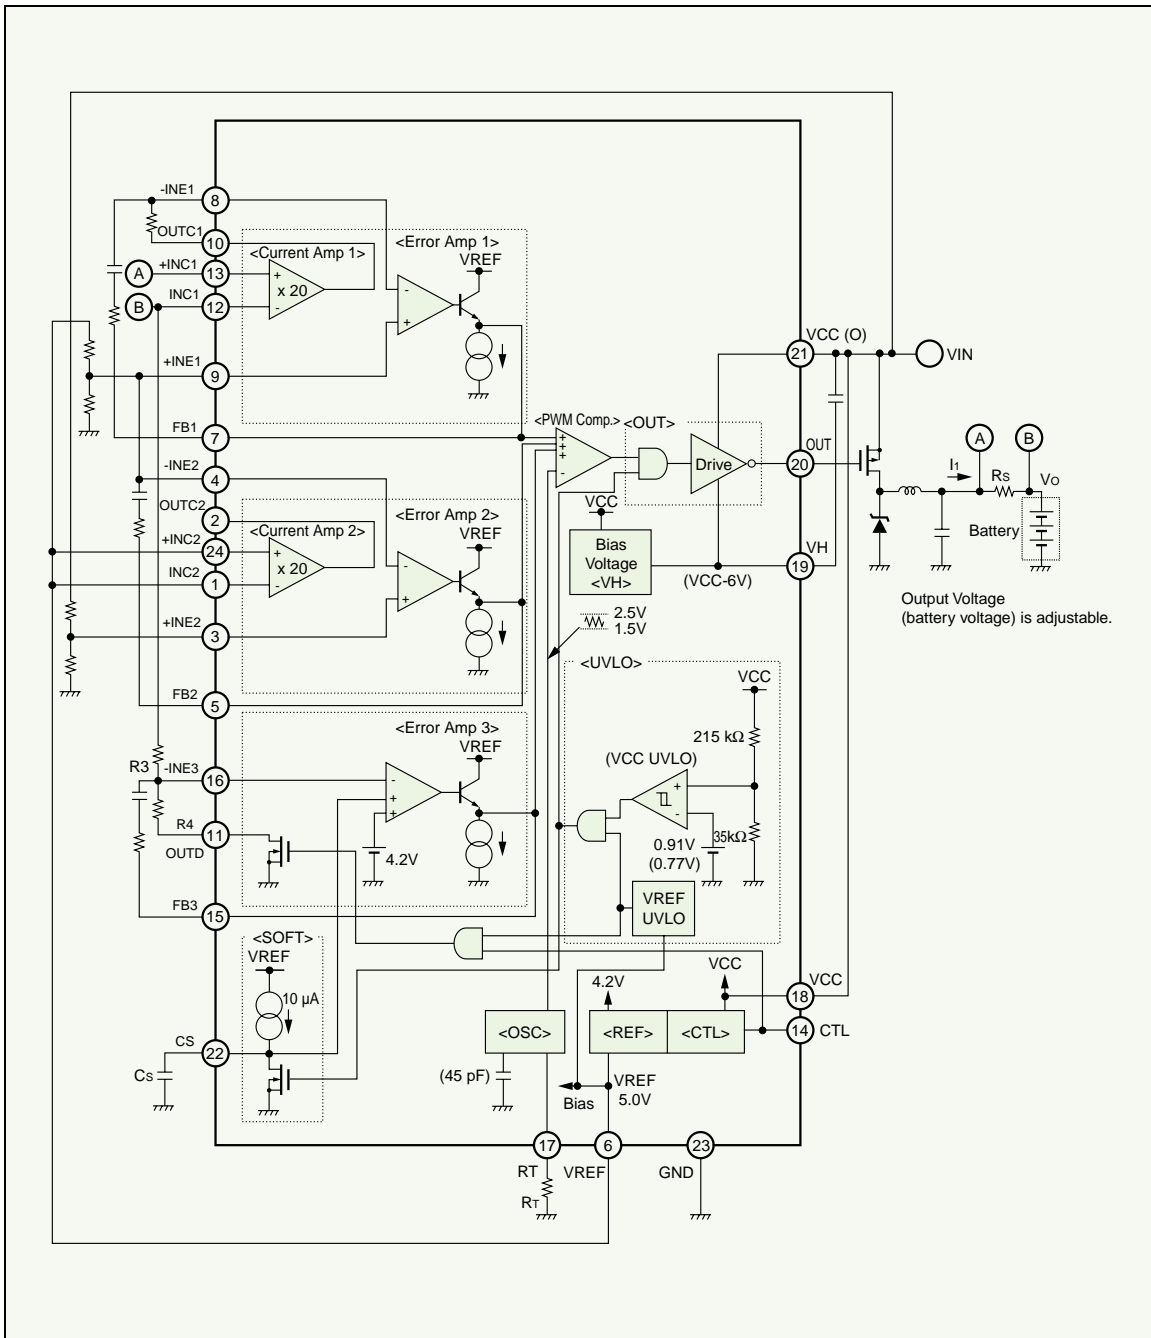 -INE1
8
OUTC1
10
<Current Amp 1>
<Error Amp 1>
VREF
A
+INC1
13
+
x 20
-
B
INC1
12
-
+
VCC (O)
21
VIN
+INE1
9
<PWM Comp.>
<OUT>
FB1
7
+
+
+
-
Drive
OUT
20
A
B
I1
RS
VO
-INE2
4
OUTC2
2
<Current Amp 2>
<Error Amp 2>
VREF
VCC
Battery
+INC2
24
+
x 20
-
INC2
1
-
+
Bias
Voltage
<VH>
(VCC-6V)
VH
19
Output Voltage
(battery voltage) is adjustable.
2.5V
1.5V
+INE2
3
<UVLO>
VCC
FB2
5
<Error Amp 3>
VREF
215 kΩ
(VCC UVLO)
R3
-INE3
16
-
+
+
+
-
R4
11
OUTD
4.2V
0.91V
(0.77V)
35kΩ
VREF
UVLO
FB3
15
<SOFT>
VREF
10 µA
4.2V
VCC
VCC
18
<OSC>
<REF>
<CTL>
14
CTL
CS
22
CS
(45 pF)
Bias
VREF
5.0V
17
6
23
RT
VREF
GND
RT